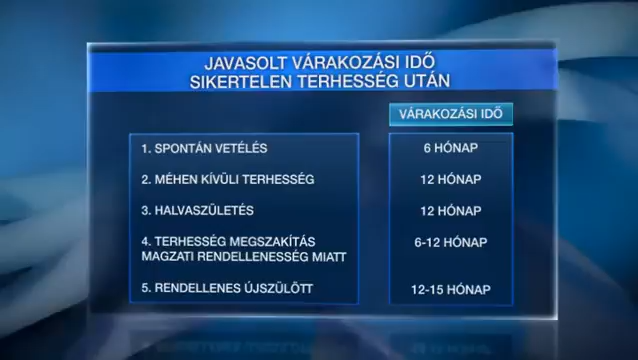 JAVASOLT VÁRAKOZÁSI IDŐ
SIKERTELEN TERHESSÉG UTÁN
VÁRAKOZÁSI IDŐ
1. SPONTÁN VETÉLÉS 6 HÓNAP
2. MÉHEN KÍVÜLI TERHESSÉG 12 HÓNAP
3. HALVASZÜLETÉS 12 HÓNAP
4. TERHESSÉG MEGSZAKÍTÁS 6-12 HÓNAP
MAGZATI RENDELLENESSÉG MIATT
5. RENDELLENES ÚJSZÜLÖTT 12-15 HÓNAP